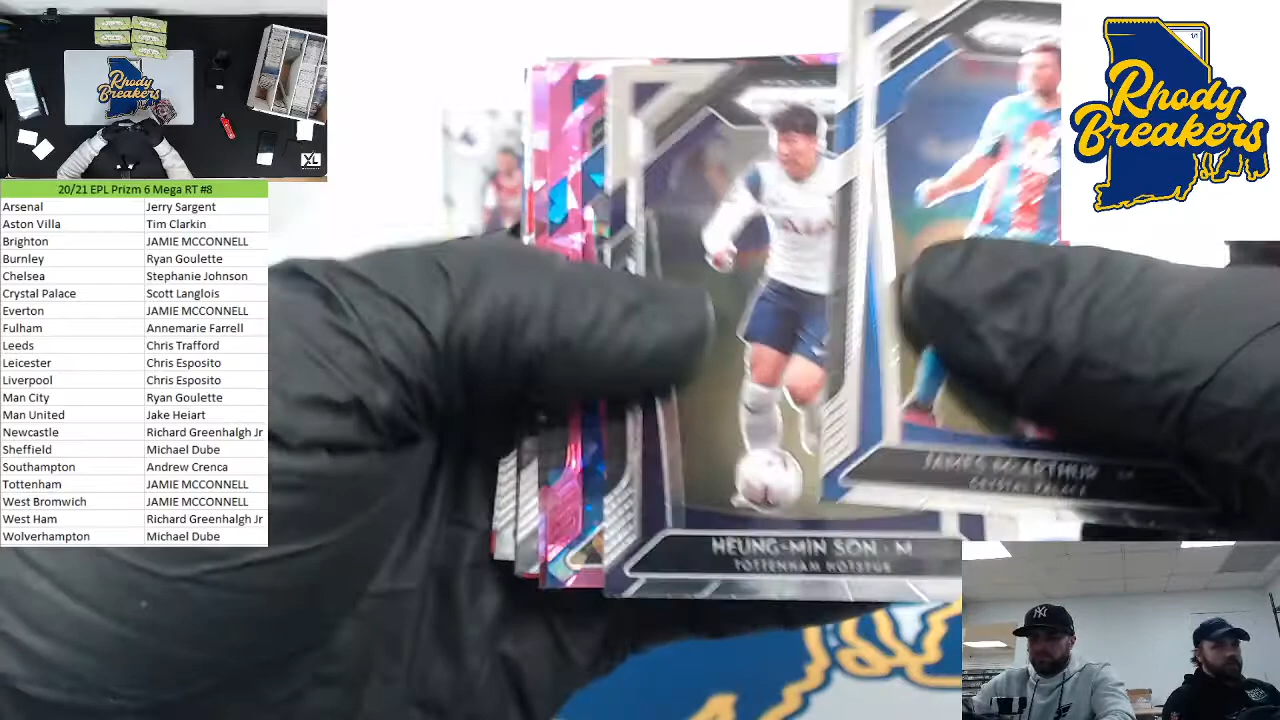 Rhody
Breakers
XL
1/1
Rhody
Breakers
20/21 EPL Prizm 6 Mega RT #8
Arsenal Jerry Sargent
Aston Villa Tim Clarkin
Brighton JAMIE MCCONNELL
Burnley Ryan Goulette
Chelsea Stephanie Johnson
Crystal Palace Scott Langlois
Everton JAMIE MCCONNELL
Fulham Annemarie Farrell
Leeds Chris Trafford
Leicester Chris Esposito
Liverpool Chris Esposito
Man City Ryan Goulette
Man United Jake Heiart
Newcastle Richard Greenhalgh Jr
Sheffield Michael Dube
Southampton Andrew Crenca
Tottenham JAMIE MCCONNELL
West Bromwich JAMIE MCCONNELL
West Ham Richard Greenhalgh Jr
Wolverhampton Michael Dube
JAMES McARTHUR
CRYSTAL PALACE
HEUNG-MIN SON - M
TOTTENHAM HOTSPUR